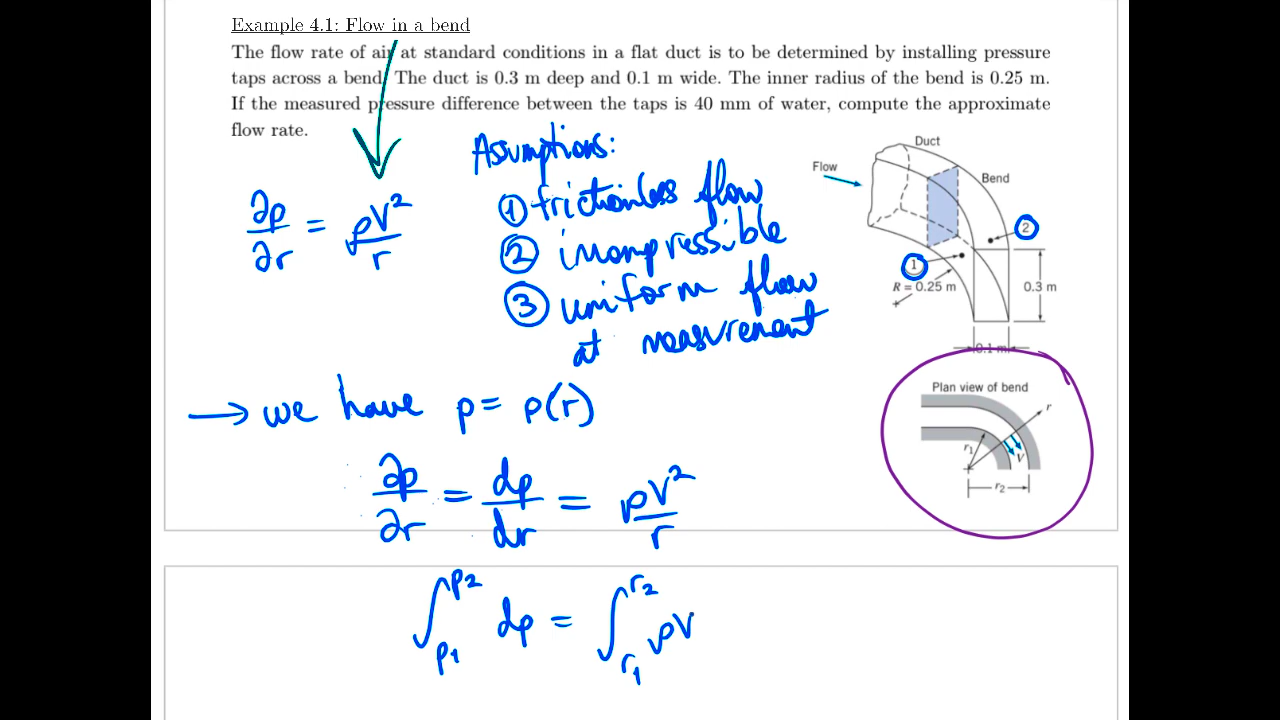 Example 4.1: Flow in a bend
The flow rate of air at standard conditions in a flat duct is to be determined by installing pressure
taps across a bend. The duct is 0.3 m deep and 0.1 m wide. The inner radius of the bend is 0.25 m.
If the measured pressure difference between the taps is 40 mm of water, compute the approximate
flow rate.
∂p/∂r = ρV²/r
Assumptions:
① frictionless flow
② incompressible
③ uniform flow
at measurement
Duct
Flow
Bend
②
①
R = 0.25 m
0.3 m
0.1 m
→ we have p = p(r)
Plan view of bend
r
r₁
V
r₂
∂p/∂r = dp/dr = ρV²/r
∫_{p₁}^{p₂} dp = ∫_{r₁}^{r₂} ρV